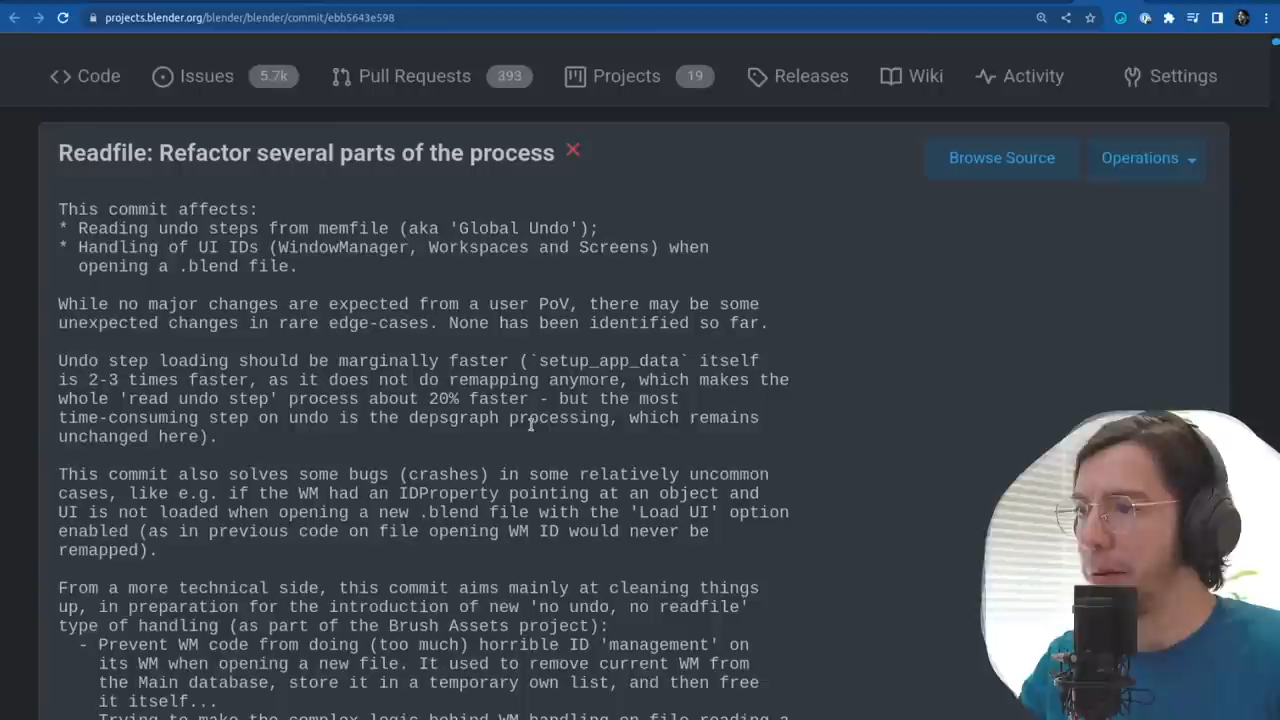 projects.blender.org/blender/blender/commit/ebb5643e598
Code Issues 5.7k Pull Requests 393 Projects 19 Releases Wiki Activity Settings
Readfile: Refactor several parts of the process
Browse Source Operations
This commit affects:
* Reading undo steps from memfile (aka 'Global Undo');
* Handling of UI IDs (WindowManager, Workspaces and Screens) when
opening a .blend file.
While no major changes are expected from a user PoV, there may be some
unexpected changes in rare edge-cases. None has been identified so far.
Undo step loading should be marginally faster (`setup_app_data` itself
is 2-3 times faster, as it does not do remapping anymore, which makes the
whole 'read undo step' process about 20% faster - but the most
time-consuming step on undo is the depsgraph processing, which remains
unchanged here).
This commit also solves some bugs (crashes) in some relatively uncommon
cases, like e.g. if the WM had an IDProperty pointing at an object and
UI is not loaded when opening a new .blend file with the 'Load UI' option
enabled (as in previous code on file opening WM ID would never be
remapped).
From a more technical side, this commit aims mainly at cleaning things
up, in preparation for the introduction of new 'no undo, no readfile'
type of handling (as part of the Brush Assets project):
- Prevent WM code from doing (too much) horrible ID 'management' on
its WM when opening a new file. It used to remove current WM from
the Main database, store it in a temporary own list, and then free
it itself...
- Trying to make the complex logic behind WM handling on file reading a